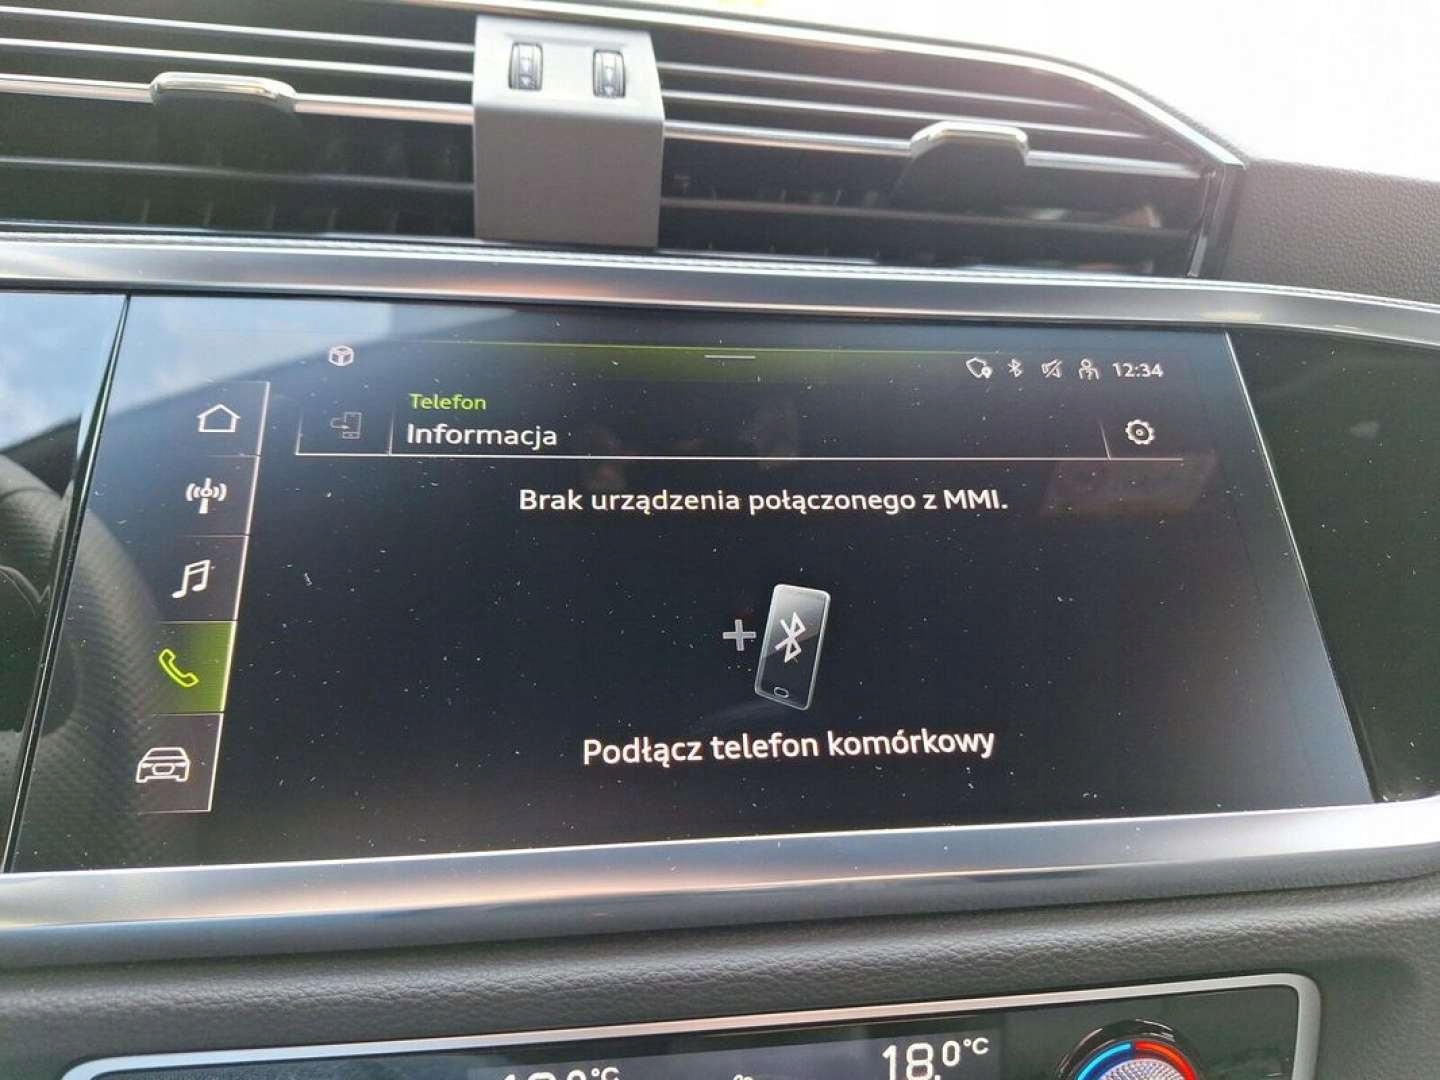 12:34
Telefon
Informacja
Brak urządzenia połączonego z MMI.
Podłącz telefon komórkowy
18.0°C